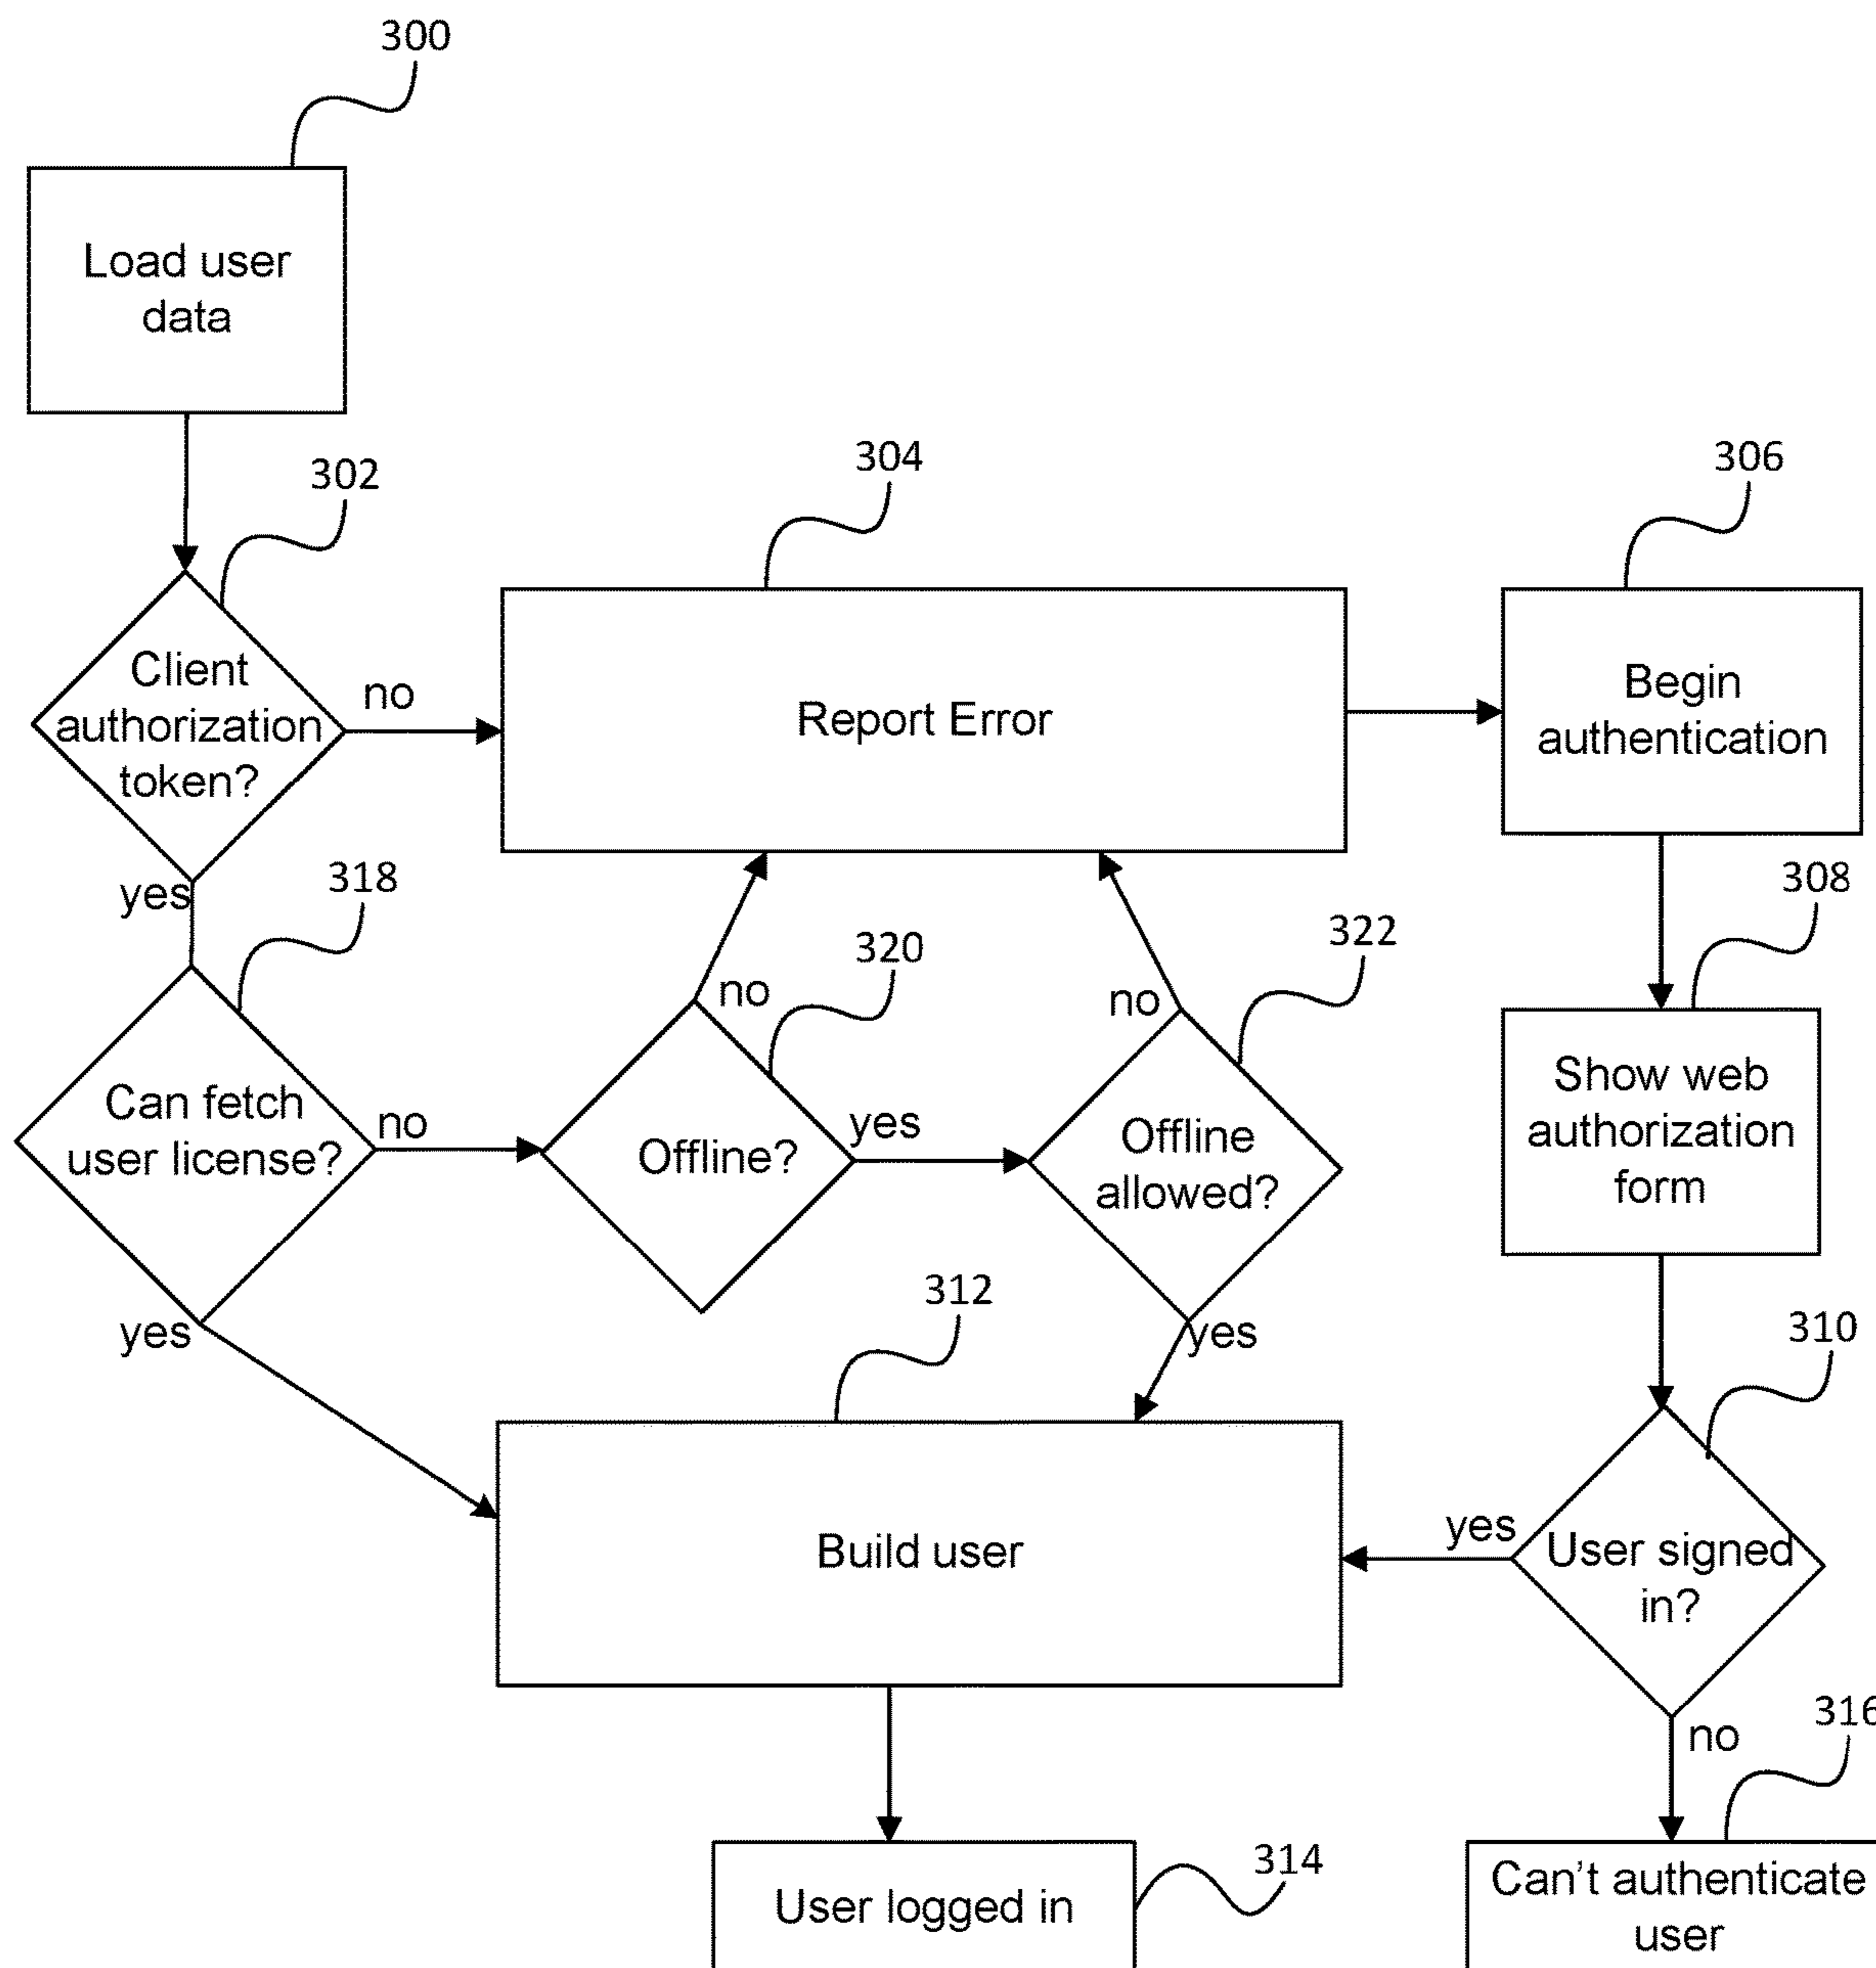 300
Load user
data
302
304
306
Client
authorization
token?
no
Report Error
Begin
authentication
yes
318
320
322
308
no
no
Can fetch
user license?
no
Offline?
yes
Offline
allowed?
Show web
authorization
form
yes
312
yes
310
Build user
yes
User signed
in?
no
316
User logged in
314
Can't authenticate
user